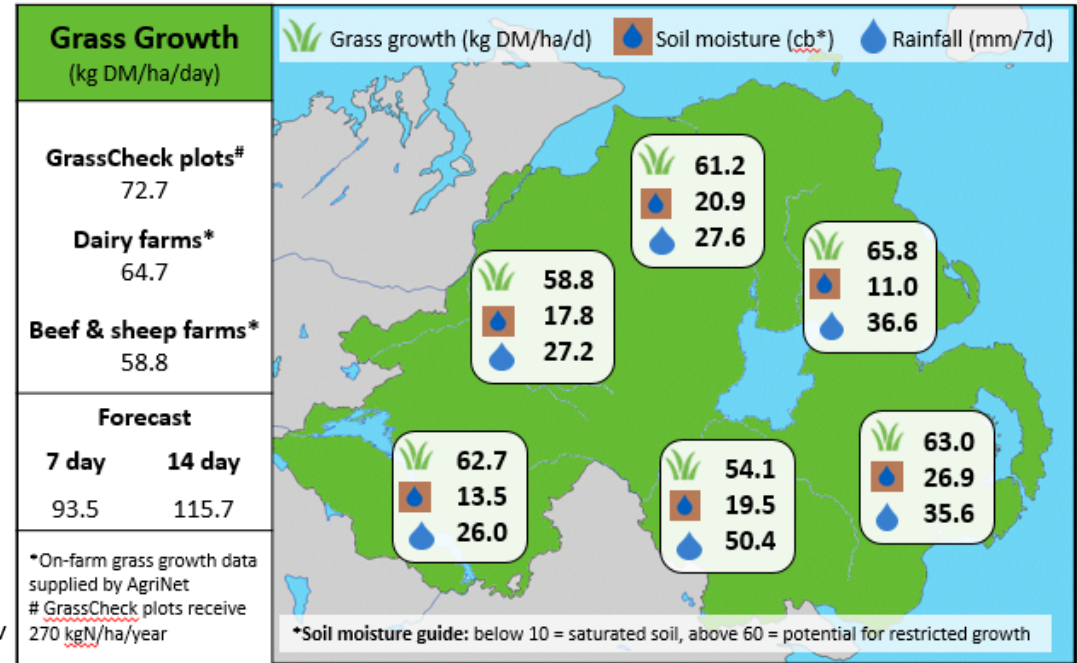 Grass Growth
(kg DM/ha/day)
GrassCheck plots#
72.7
Dairy farms*
64.7
Beef & sheep farms*
58.8
Forecast
7 day 14 day
93.5 115.7
*On-farm grass growth data
supplied by AgriNet
# GrassCheck plots receive
270 kgN/ha/year
Grass growth (kg DM/ha/d) Soil moisture (cb*) Rainfall (mm/7d)
61.2
20.9
27.6
65.8
11.0
36.6
58.8
17.8
27.2
62.7
13.5
26.0
54.1
19.5
50.4
63.0
26.9
35.6
*Soil moisture guide: below 10 = saturated soil, above 60 = potential for restricted growth